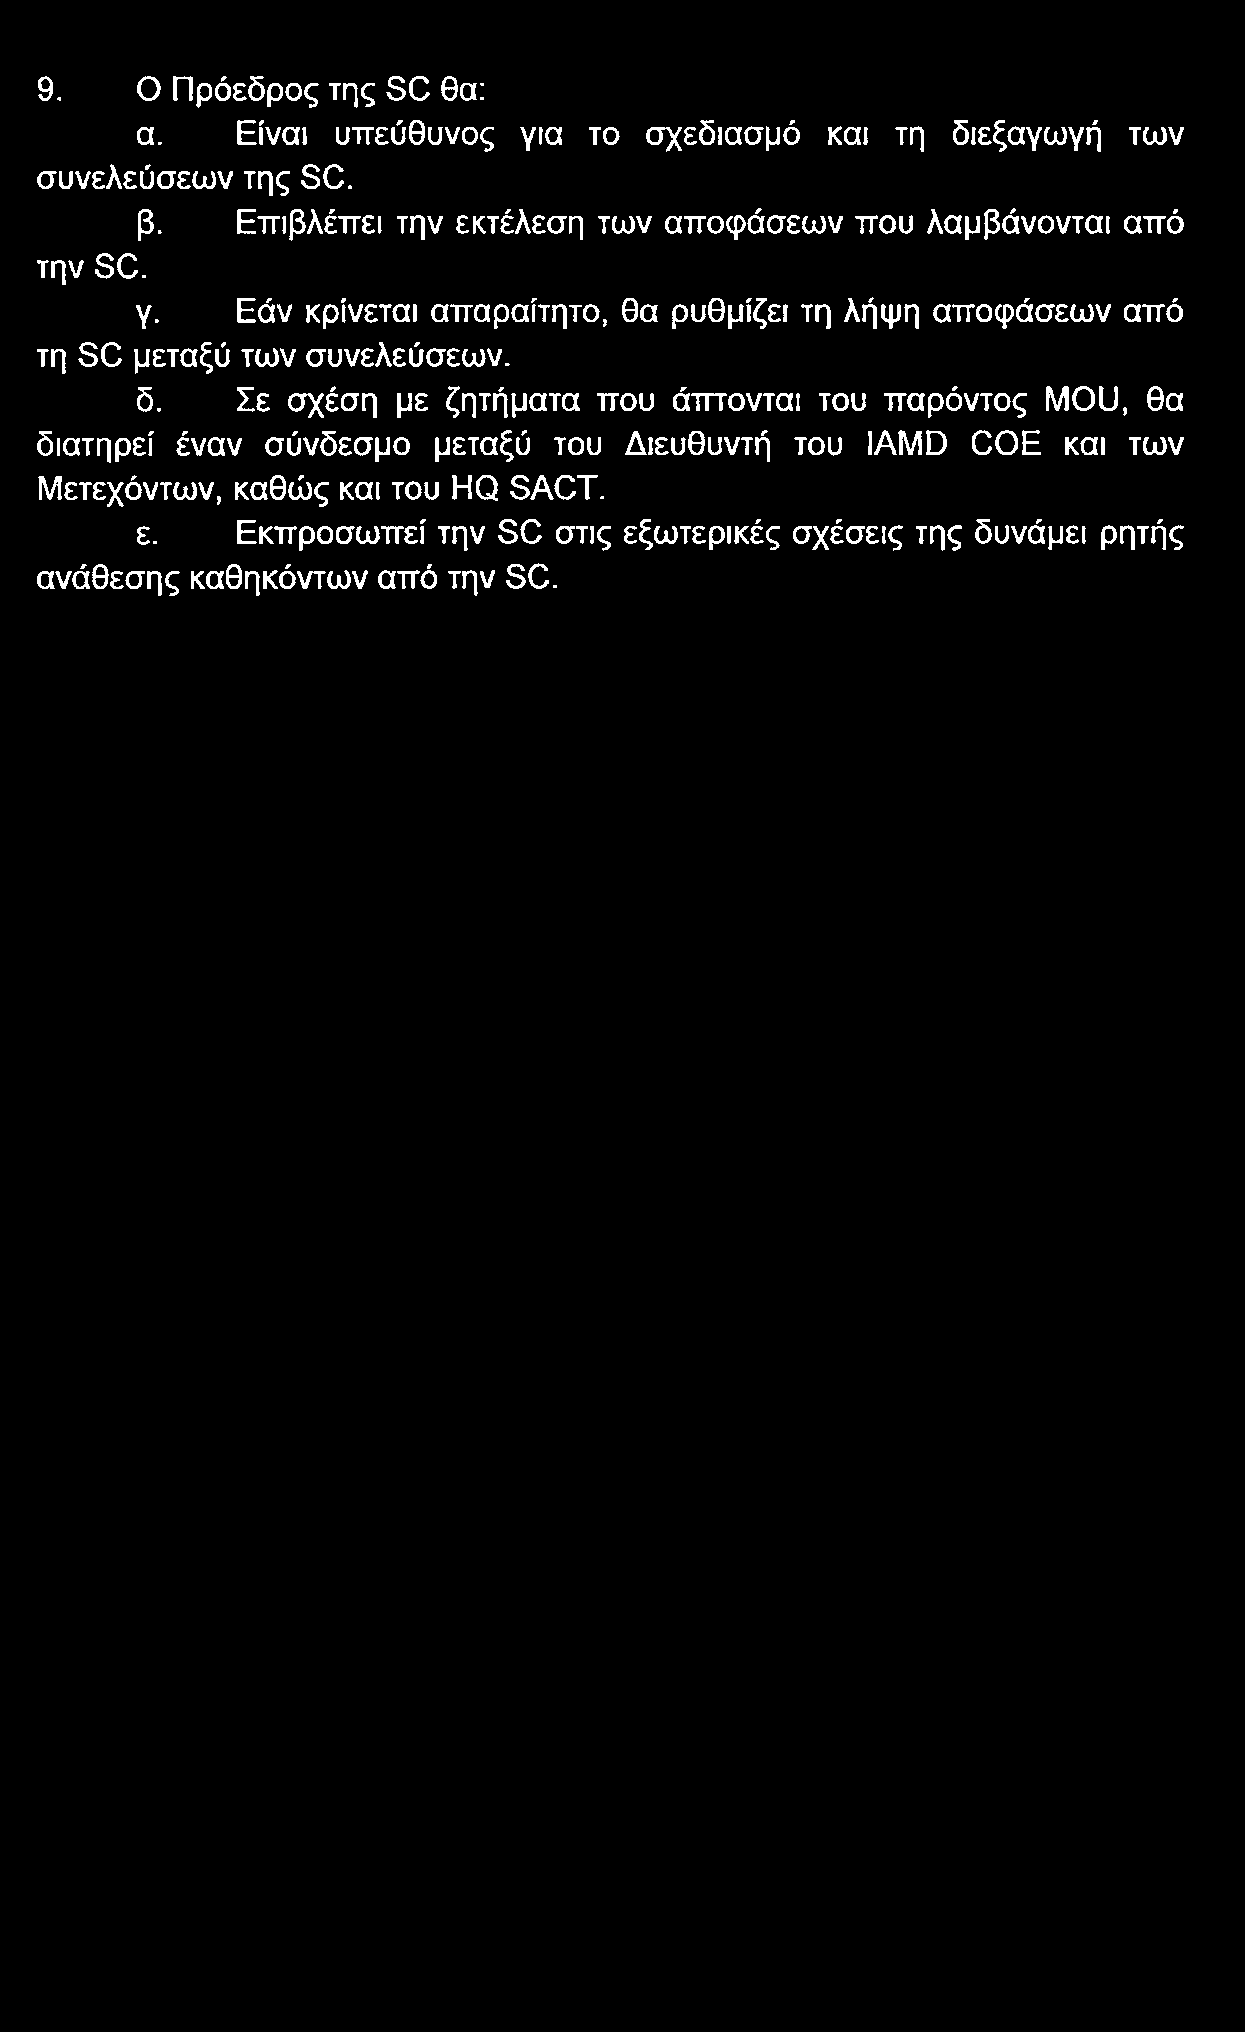 9. Ο Πρόεδρος της SC θα:
α. Είναι υπεύθυνος για το σχεδιασμό και τη διεξαγωγή των
συνελεύσεων της SC.
β. Επιβλέπει την εκτέλεση των αποφάσεων που λαμβάνονται από
την SC.
γ. Εάν κρίνεται απαραίτητο, θα ρυθμίζει τη λήψη αποφάσεων από
τη SC μεταξύ των συνελεύσεων.
δ. Σε σχέση με ζητήματα που άπτονται του παρόντος MOU, θα
διατηρεί έναν σύνδεσμο μεταξύ του Διευθυντή του IAMD COE και των
Μετεχόντων, καθώς και του HQ SACT.
ε. Εκπροσωπεί την SC στις εξωτερικές σχέσεις της δυνάμει ρητής
ανάθεσης καθηκόντων από την SC.